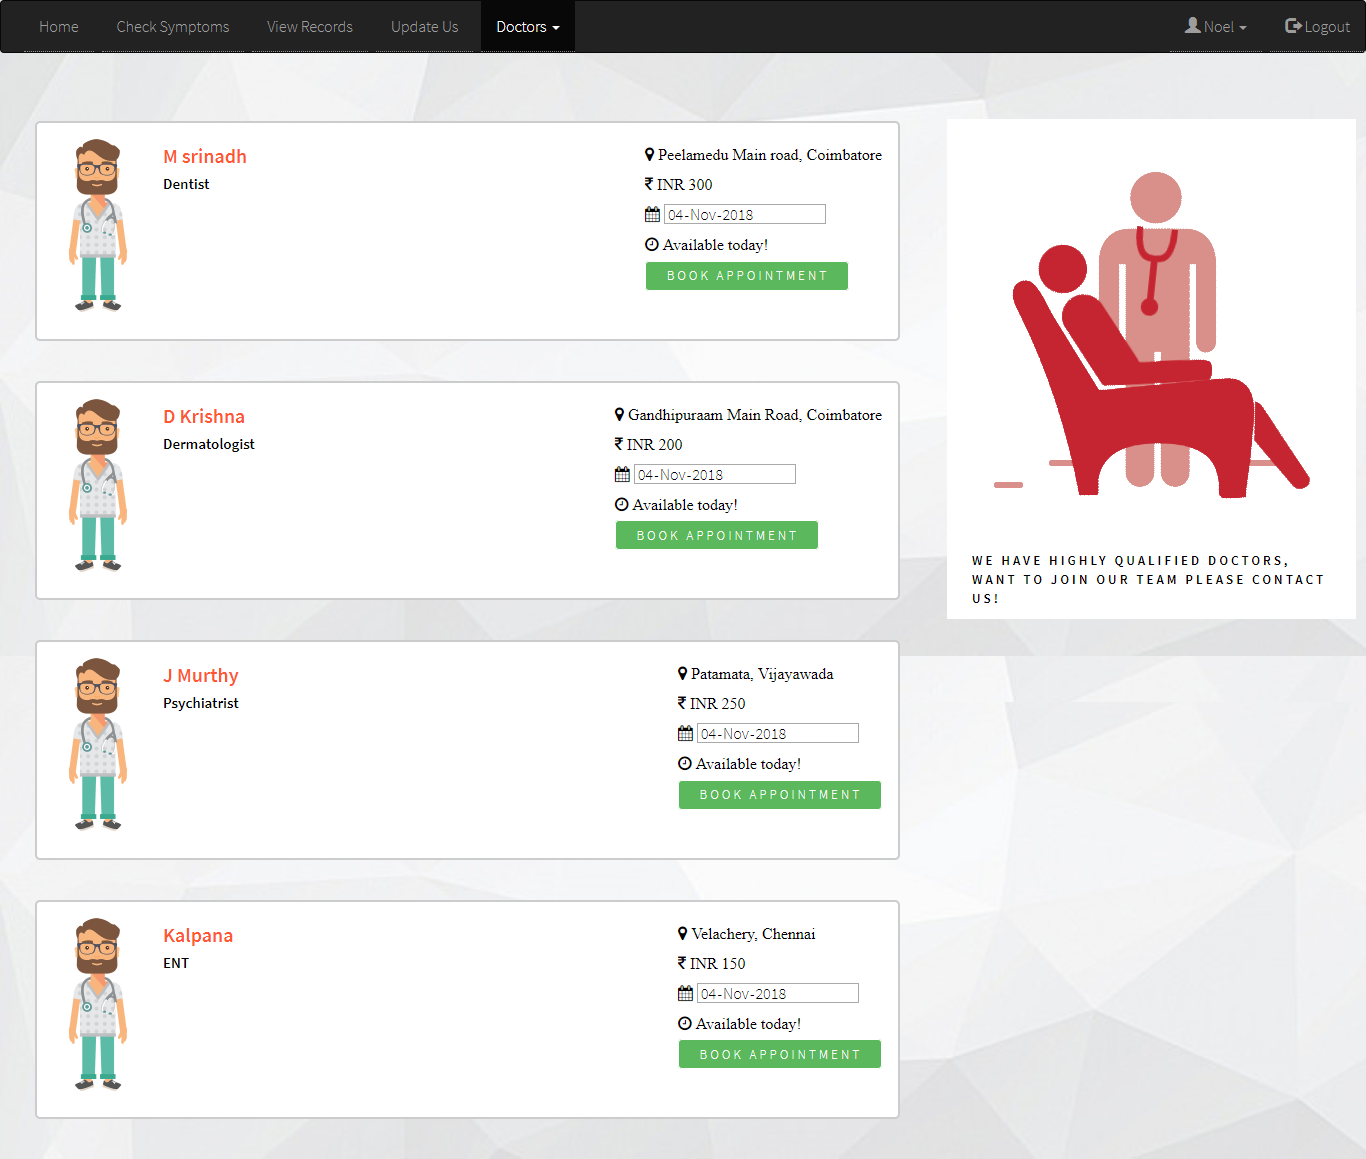 Home Check Symptoms View Records Update Us Doctors Noel Logout
M srinadh
Dentist
Peelamedu Main road, Coimbatore
₹ INR 300
04-Nov-2018
Available today!
BOOK APPOINTMENT
D Krishna
Dermatologist
Gandhipuraam Main Road, Coimbatore
₹ INR 200
04-Nov-2018
Available today!
BOOK APPOINTMENT
J Murthy
Psychiatrist
Patamata, Vijayawada
₹ INR 250
04-Nov-2018
Available today!
BOOK APPOINTMENT
Kalpana
ENT
Velachery, Chennai
₹ INR 150
04-Nov-2018
Available today!
BOOK APPOINTMENT
WE HAVE HIGHLY QUALIFIED DOCTORS,
WANT TO JOIN OUR TEAM PLEASE CONTACT
US!